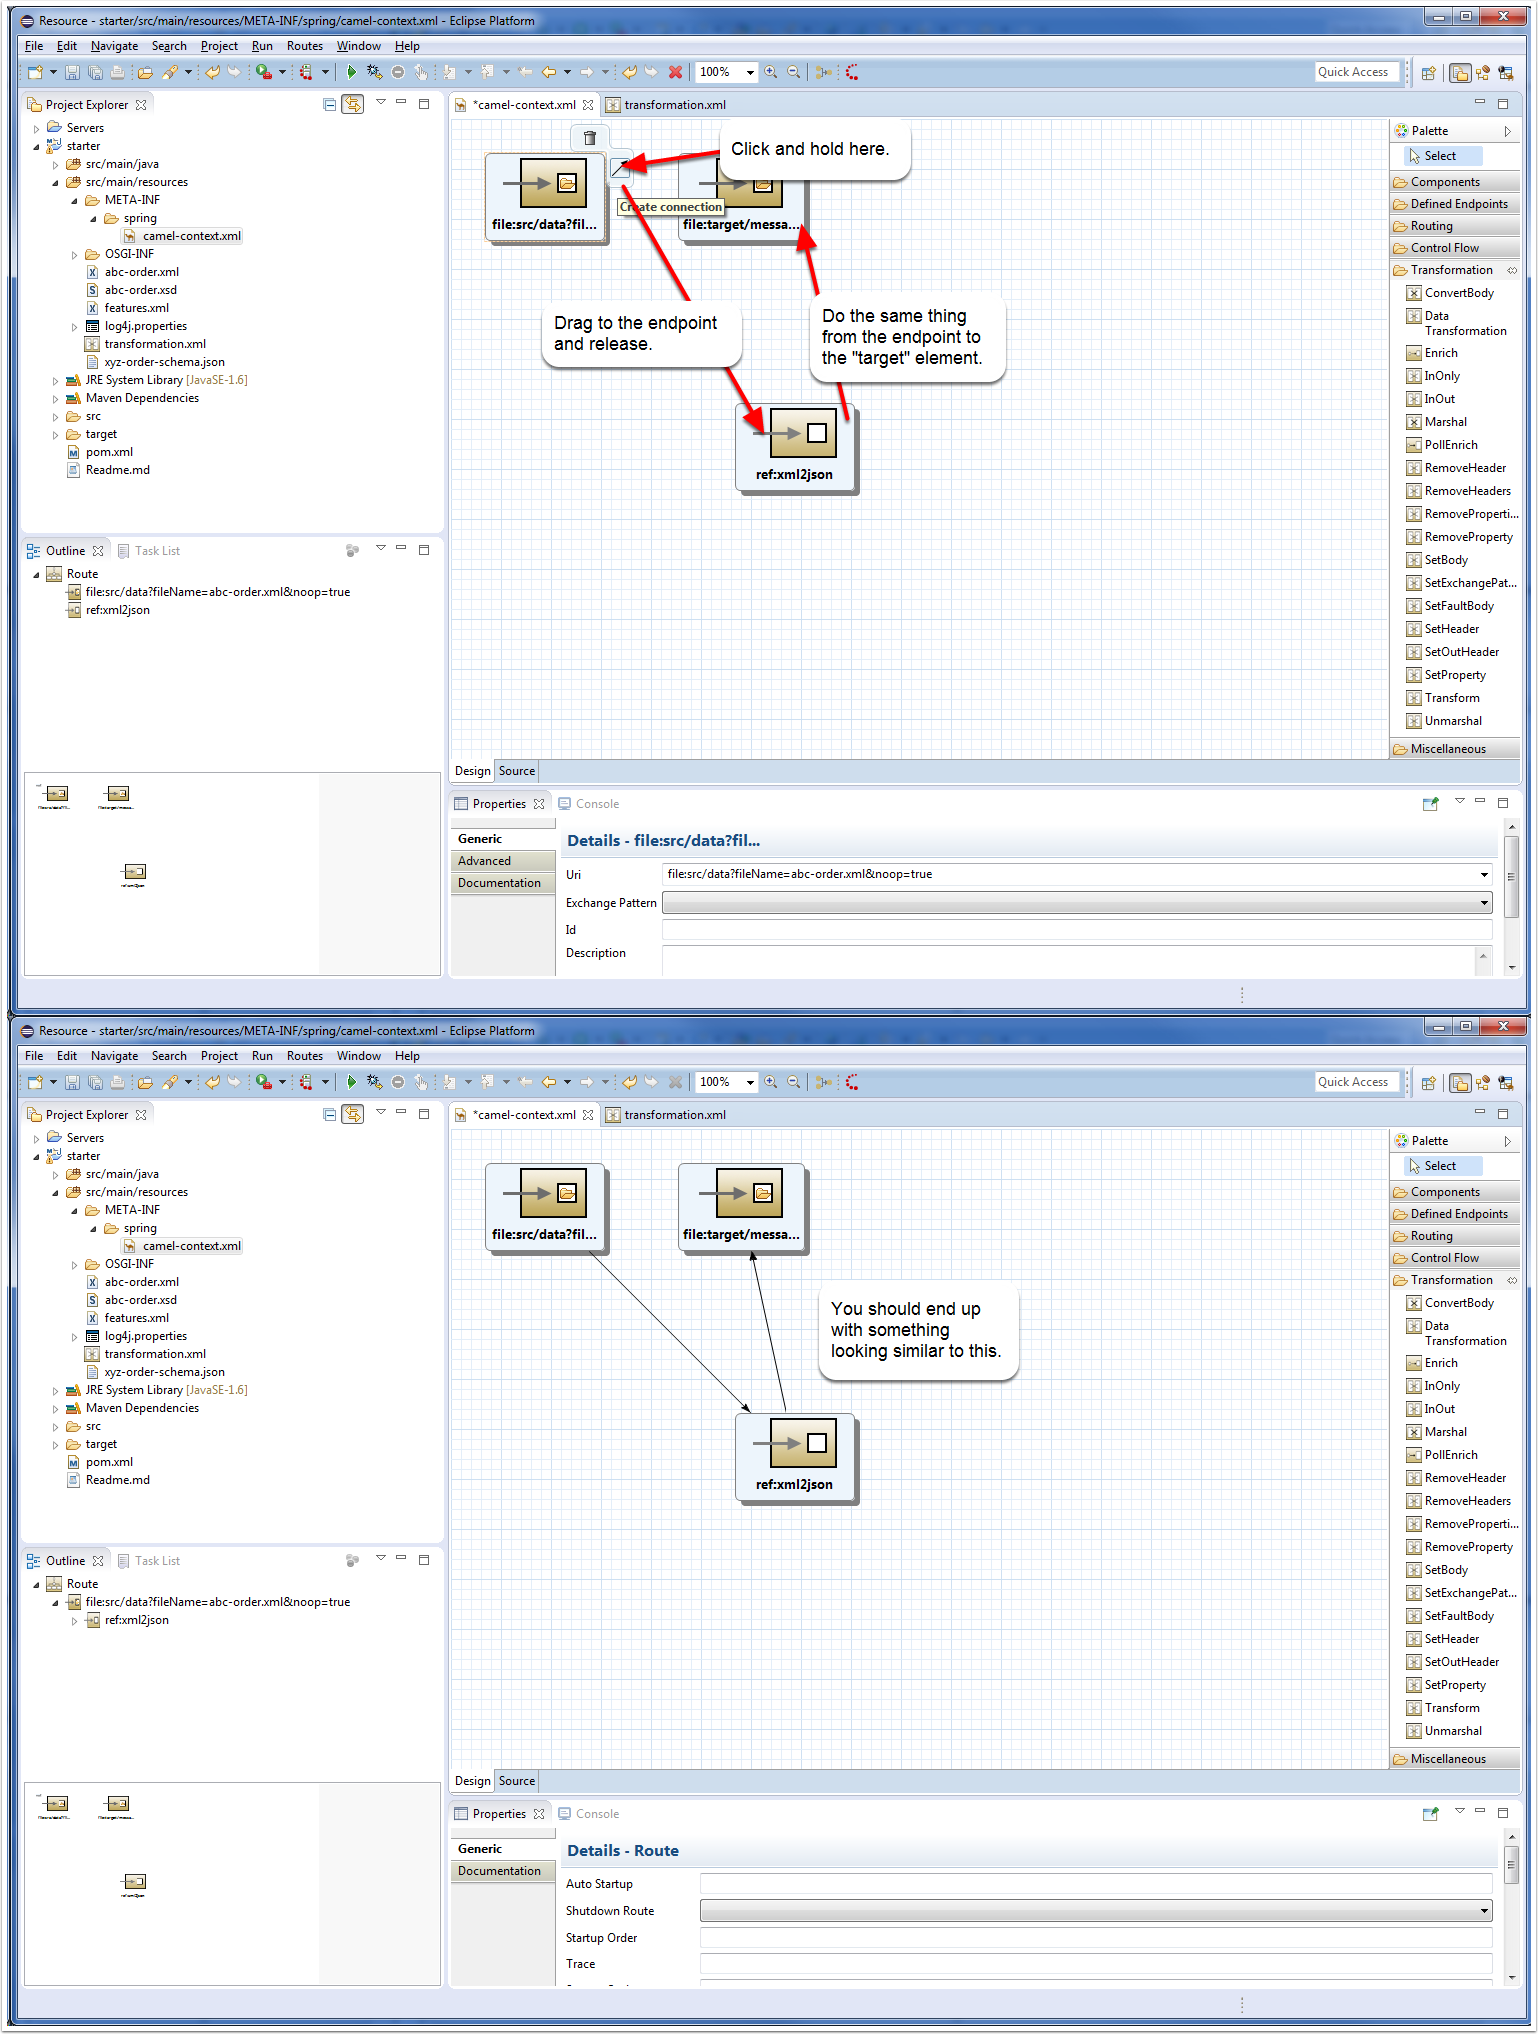 Resource - starter/src/main/resources/META-INF/spring/camel-context.xml - Eclipse Platform
File Edit Navigate Search Project Run Routes Window Help
100%
Quick Access
Project Explorer
Servers
starter
src/main/java
src/main/resources
META-INF
spring
camel-context.xml
OSGI-INF
abc-order.xml
abc-order.xsd
features.xml
log4j.properties
transformation.xml
xyz-order-schema.json
JRE System Library [JavaSE-1.6]
Maven Dependencies
src
target
pom.xml
Readme.md
Outline
Task List
Route
file:src/data?fileName=abc-order.xml&noop=true
ref:xml2json
*camel-context.xml
transformation.xml
Click and hold here.
Create connection
file:src/data?fil...
file:target/messa...
Drag to the endpoint
and release.
Do the same thing
from the endpoint to
the "target" element.
ref:xml2json
Design Source
Palette
Select
Components
Defined Endpoints
Routing
Control Flow
Transformation
ConvertBody
Data
Transformation
Enrich
InOnly
InOut
Marshal
PollEnrich
RemoveHeader
RemoveHeaders
RemoveProperti...
RemoveProperty
SetBody
SetExchangePat...
SetFaultBody
SetHeader
SetOutHeader
SetProperty
Transform
Unmarshal
Miscellaneous
Properties
Console
Generic
Advanced
Documentation
Details - file:src/data?fil...
Uri file:src/data?fileName=abc-order.xml&noop=true
Exchange Pattern
Id
Description
Resource - starter/src/main/resources/META-INF/spring/camel-context.xml - Eclipse Platform
File Edit Navigate Search Project Run Routes Window Help
100%
Quick Access
Project Explorer
Servers
starter
src/main/java
src/main/resources
META-INF
spring
camel-context.xml
OSGI-INF
abc-order.xml
abc-order.xsd
features.xml
log4j.properties
transformation.xml
xyz-order-schema.json
JRE System Library [JavaSE-1.6]
Maven Dependencies
src
target
pom.xml
Readme.md
Outline
Task List
Route
file:src/data?fileName=abc-order.xml&noop=true
ref:xml2json
*camel-context.xml
transformation.xml
file:src/data?fil...
file:target/messa...
You should end up
with something
looking similar to this.
ref:xml2json
Design Source
Palette
Select
Components
Defined Endpoints
Routing
Control Flow
Transformation
ConvertBody
Data
Transformation
Enrich
InOnly
InOut
Marshal
PollEnrich
RemoveHeader
RemoveHeaders
RemoveProperti...
RemoveProperty
SetBody
SetExchangePat...
SetFaultBody
SetHeader
SetOutHeader
SetProperty
Transform
Unmarshal
Miscellaneous
Properties
Console
Generic
Documentation
Details - Route
Auto Startup
Shutdown Route
Startup Order
Trace